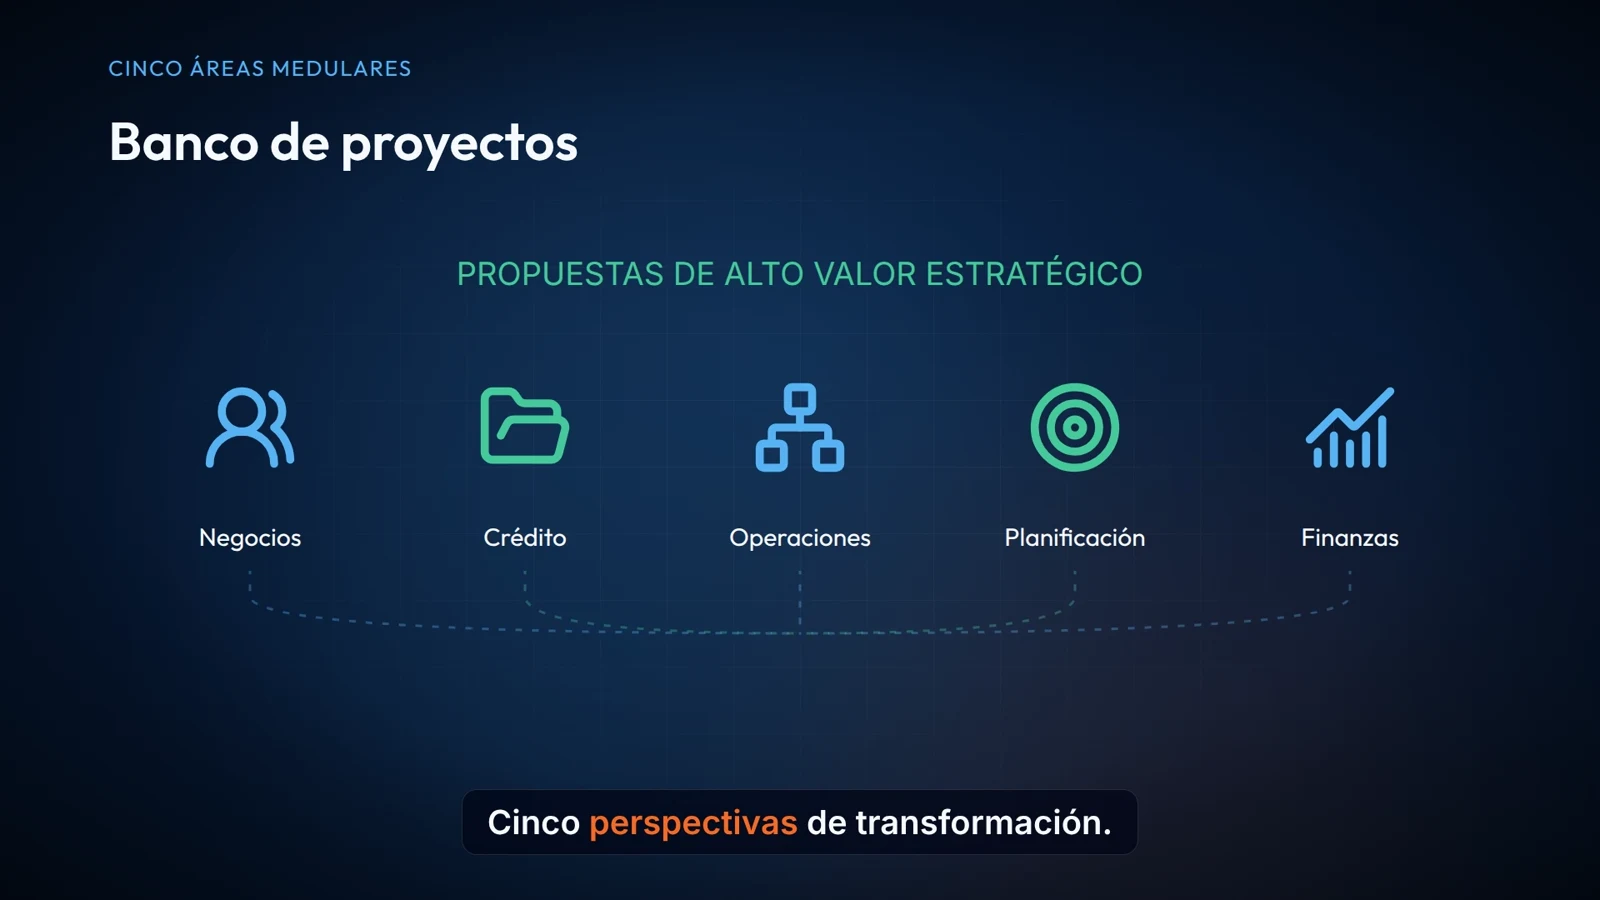 CINCO ÁREAS MEDULARES
Banco de proyectos
PROPUESTAS DE ALTO VALOR ESTRATÉGICO
Negocios
Crédito
Operaciones
Planificación
Finanzas
Cinco perspectivas de transformación.